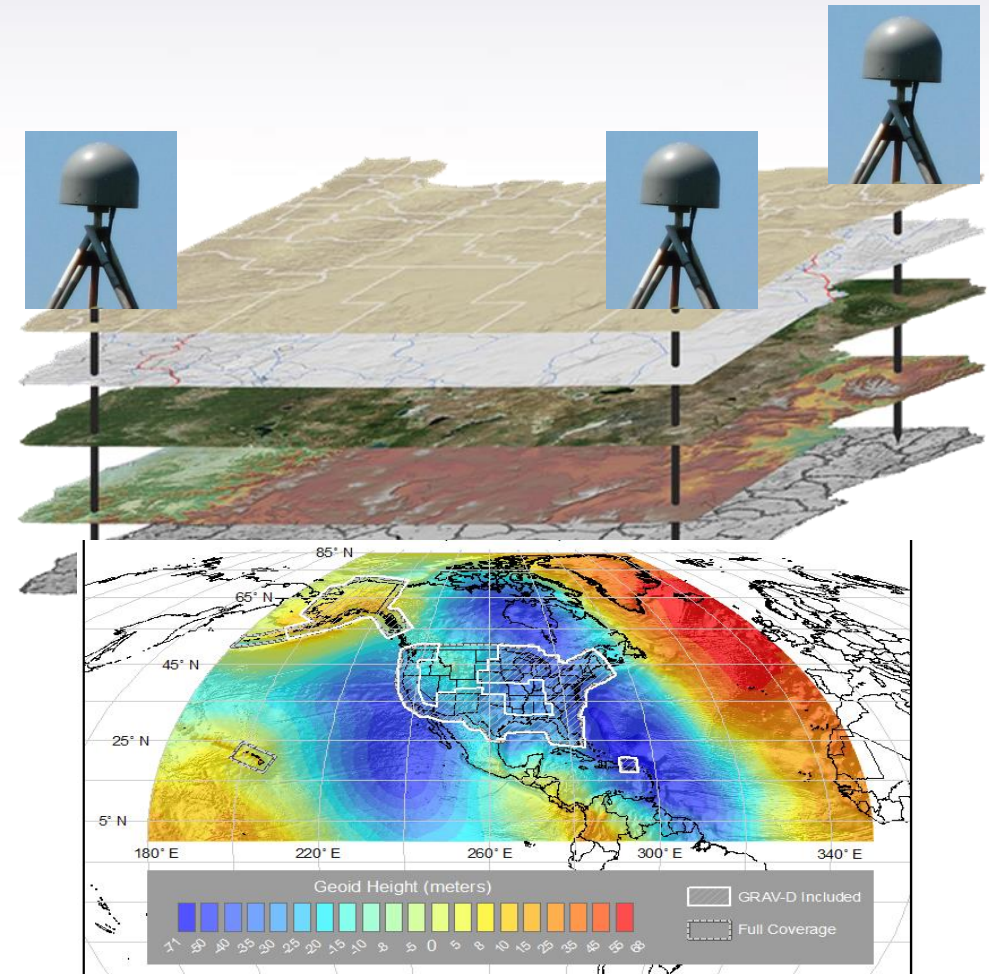 85° N
65° N
45° N
25° N
5° N
180° E 220° E 260° E 300° E 340° E
Geoid Height (meters)
GRAV-D Included
Full Coverage
-71 -50 -40 -35 -30 -25 -20 -15 -10 -8 -5 0 5 8 10 15 25 35 45 55 68